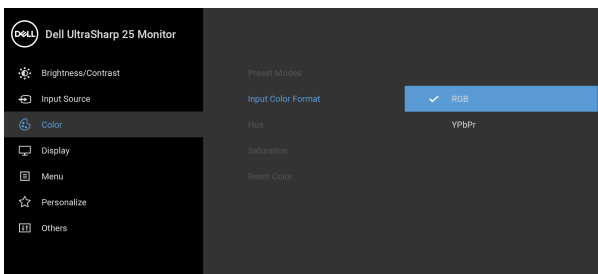 DELL
Dell UltraSharp 25 Monitor
Brightness/Contrast
Preset Modes
Input Source
Input Color Format
RGB
Color
Hue
YPbPr
Display
Saturation
Menu
Reset Color
Personalize
Others